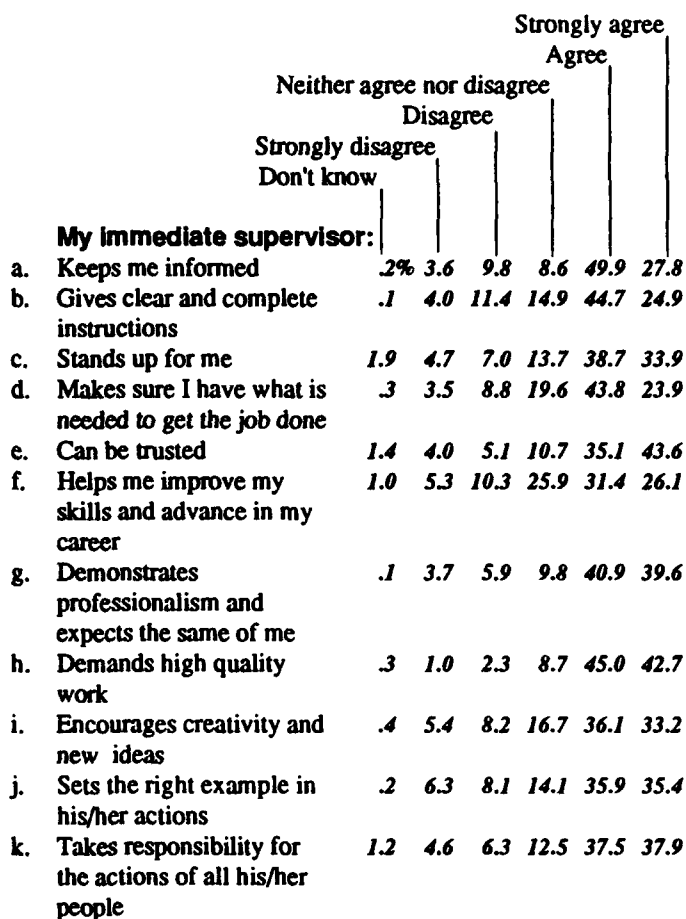 Strongly agree
Agree
Neither agree nor disagree
Disagree
Strongly disagree
Don't know
My immediate supervisor:
a. Keeps me informed .2% 3.6 9.8 8.6 49.9 27.8
b. Gives clear and complete .1 4.0 11.4 14.9 44.7 24.9
instructions
c. Stands up for me 1.9 4.7 7.0 13.7 38.7 33.9
d. Makes sure I have what is .3 3.5 8.8 19.6 43.8 23.9
needed to get the job done
e. Can be trusted 1.4 4.0 5.1 10.7 35.1 43.6
f. Helps me improve my 1.0 5.3 10.3 25.9 31.4 26.1
skills and advance in my
career
g. Demonstrates .1 3.7 5.9 9.8 40.9 39.6
professionalism and
expects the same of me
h. Demands high quality .3 1.0 2.3 8.7 45.0 42.7
work
i. Encourages creativity and .4 5.4 8.2 16.7 36.1 33.2
new ideas
j. Sets the right example in .2 6.3 8.1 14.1 35.9 35.4
his/her actions
k. Takes responsibility for 1.2 4.6 6.3 12.5 37.5 37.9
the actions of all his/her
people